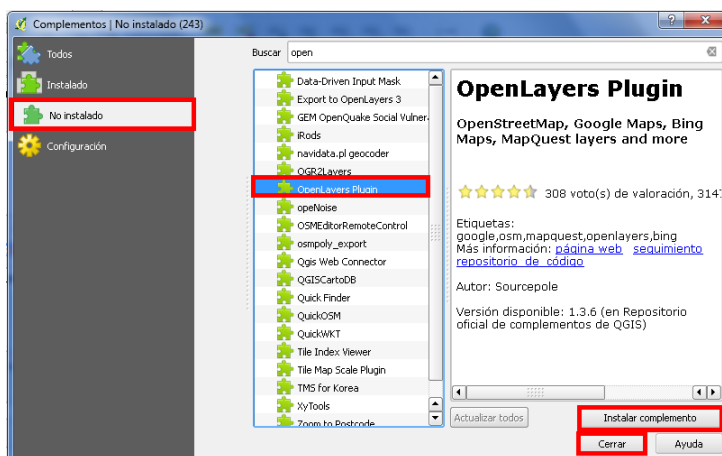 Complementos | No instalado (243)
Todos
Instalado
No instalado
Configuración
Buscar open
Data-Driven Input Mask
Export to OpenLayers 3
GEM OpenQuake Social Vulner
iRods
navidata.pl geocoder
OGR2Layers
OpenLayers Plugin
opeNoise
OSMEditorRemoteControl
osmpoly_export
Qgis Web Connector
QGISCartoDB
Quick Finder
QuickOSM
QuickWKT
Tile Index Viewer
Tile Map Scale Plugin
TMS for Korea
XyTools
Zoom to Postcode
OpenLayers Plugin
OpenStreetMap, Google Maps, Bing
Maps, MapQuest layers and more
308 voto(s) de valoración, 3147
Etiquetas:
google,osm,mapquest,openlayers,bing
Más información: página web seguimiento
repositorio de código
Autor: Sourcepole
Versión disponible: 1.3.6 (en Repositorio
oficial de complementos de QGIS)
Actualizar todos
Instalar complemento
Cerrar
Ayuda